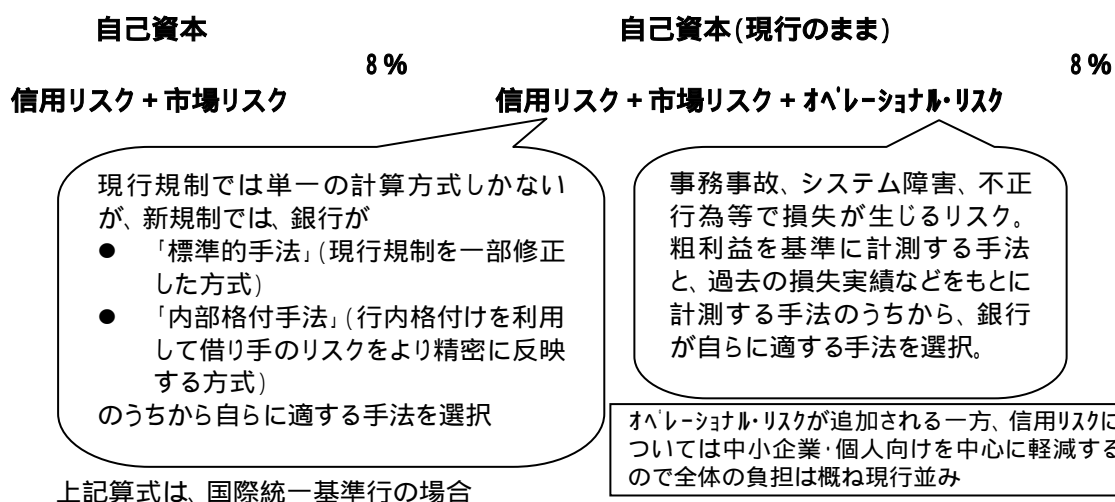 自己資本
自己資本(現行のまま)
8%
8%
信用リスク+市場リスク
信用リスク+市場リスク+オペレーショナル・リスク
現行規制では単一の計算方式しかない
が、新規制では、銀行が
● 「標準的手法」(現行規制を一部修正
した方式)
● 「内部格付手法」(行内格付けを利用
して借り手のリスクをより精密に反映
する方式)
のうちから自らに適する手法を選択
事務事故、システム障害、不正
行為等で損失が生じるリスク。
粗利益を基準に計測する手法
と、過去の損失実績などをもとに
計測する手法のうちから、銀行
が自らに適する手法を選択。
オペレーショナル・リスクが追加される一方、信用リスクに
ついては中小企業・個人向けを中心に軽減する
ので全体の負担は概ね現行並み
上記算式は、国際統一基準行の場合